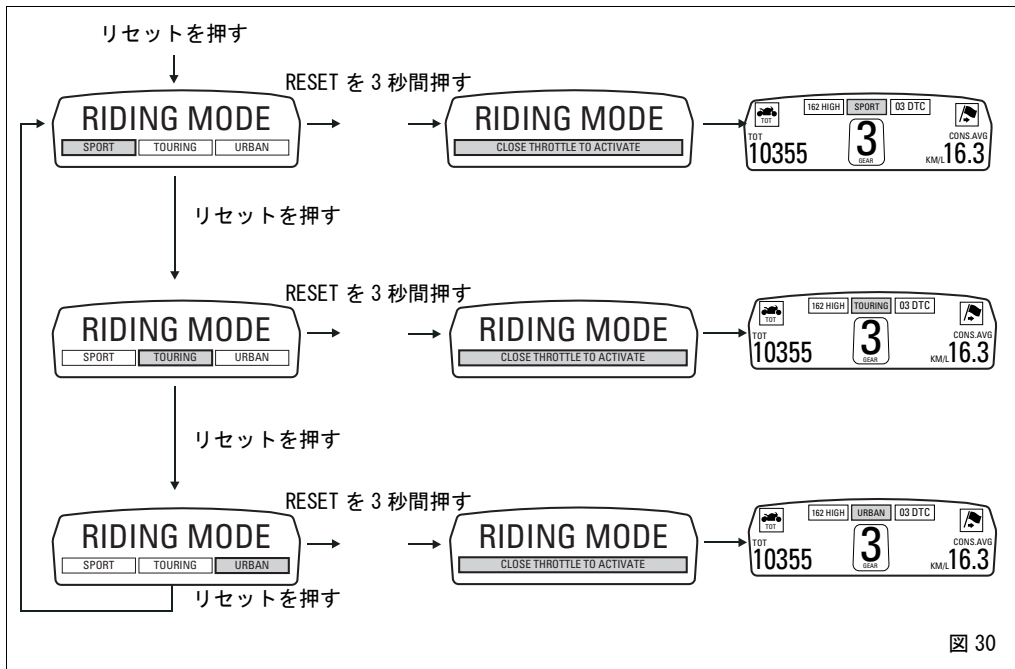 リセットを押す
RESET を 3 秒間押す
RIDING MODE
SPORT TOURING URBAN
RIDING MODE
CLOSE THROTTLE TO ACTIVATE
162 HIGH SPORT 03 DTC
TOT
TOT
10355
3
GEAR
CONS.AVG
KM/L 16.3
リセットを押す
RESET を 3 秒間押す
RIDING MODE
SPORT TOURING URBAN
RIDING MODE
CLOSE THROTTLE TO ACTIVATE
162 HIGH TOURING 03 DTC
TOT
TOT
10355
3
GEAR
CONS.AVG
KM/L 16.3
リセットを押す
RESET を 3 秒間押す
RIDING MODE
SPORT TOURING URBAN
RIDING MODE
CLOSE THROTTLE TO ACTIVATE
162 HIGH URBAN 03 DTC
TOT
TOT
10355
3
GEAR
CONS.AVG
KM/L 16.3
リセットを押す
図 30